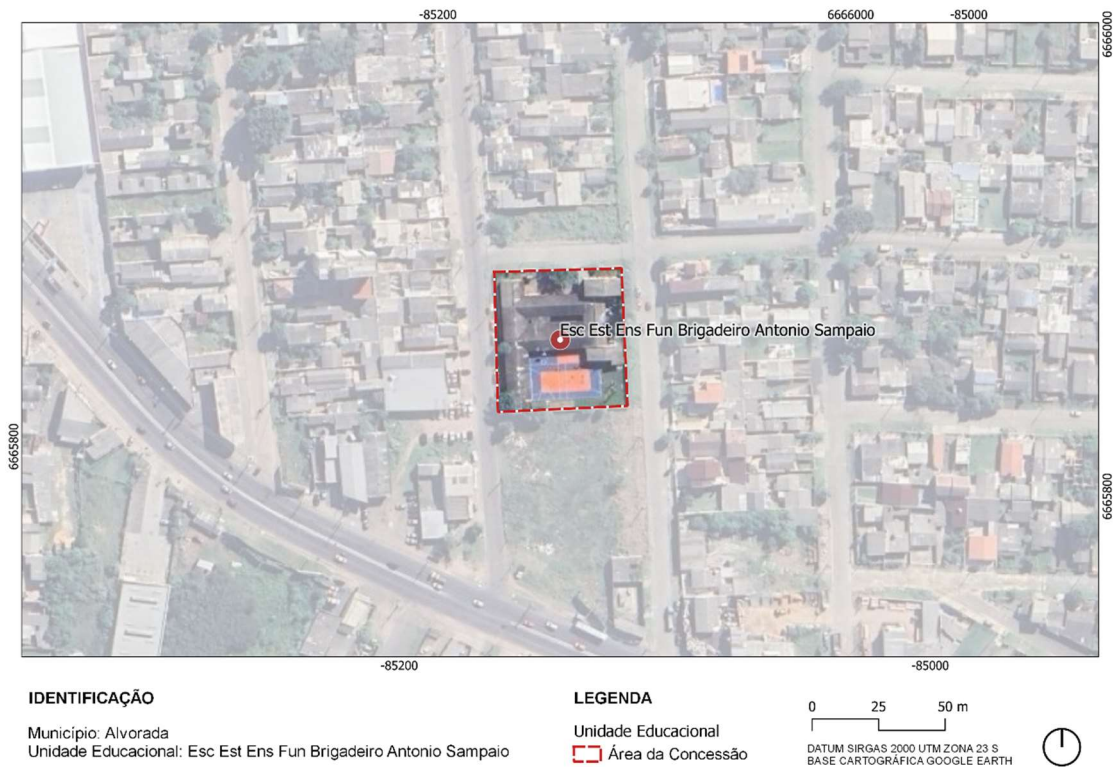 -85200
6666000
-85000
6666000
Esc Est Ens Fun Brigadeiro Antonio Sampaio
6665800
6665800
-85200
-85000
IDENTIFICAÇÃO
Município: Alvorada
Unidade Educacional: Esc Est Ens Fun Brigadeiro Antonio Sampaio
LEGENDA
Unidade Educacional
Área da Concessão
0 25 50 m
DATUM SIRGAS 2000 UTM ZONA 23 S
BASE CARTOGRÁFICA GOOGLE EARTH